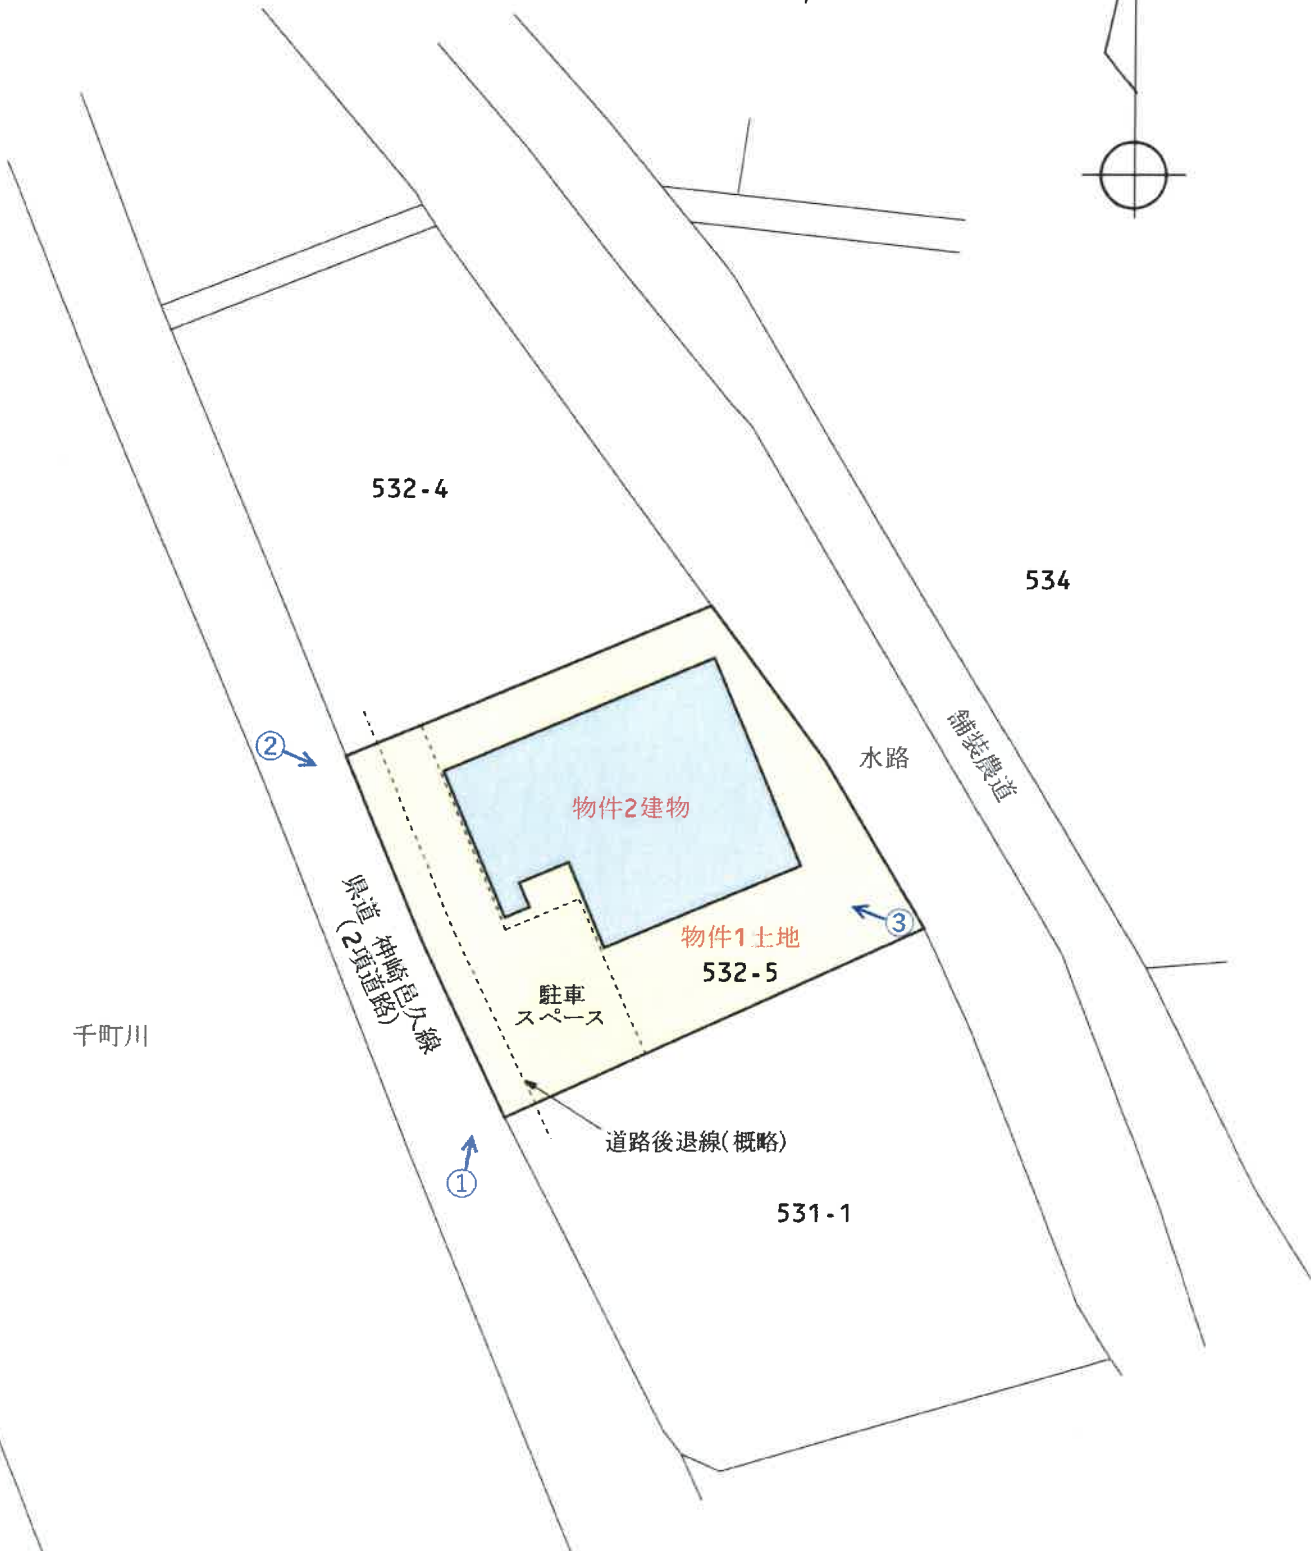 532-4
534
②
水路
舗装農道
物件2建物
県道 神崎邑久線
(2項道路)
③
物件1土地
532-5
駐車
スペース
千町川
道路後退線(概略)
①
531-1